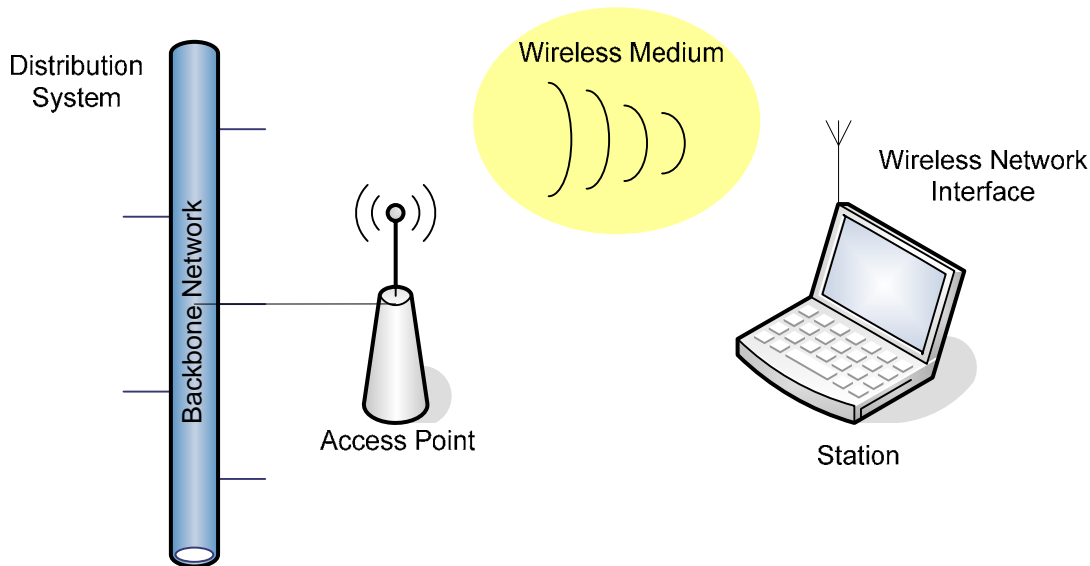 Distribution
System
Backbone Network
Access Point
Wireless Medium
Wireless Network
Interface
Station